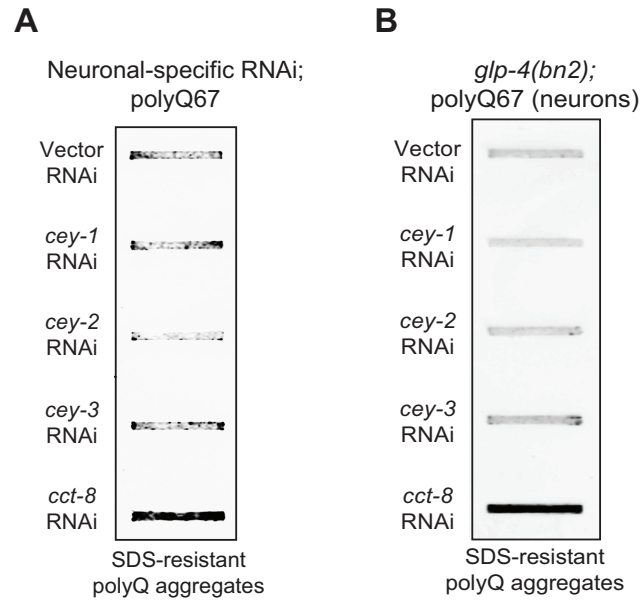 A
Neuronal-specific RNAi;
polyQ67
Vector
RNAi
cey-1
RNAi
cey-2
RNAi
cey-3
RNAi
cct-8
RNAi
SDS-resistant
polyQ aggregates
B
glp-4(bn2);
polyQ67 (neurons)
Vector
RNAi
cey-1
RNAi
cey-2
RNAi
cey-3
RNAi
cct-8
RNAi
SDS-resistant
polyQ aggregates